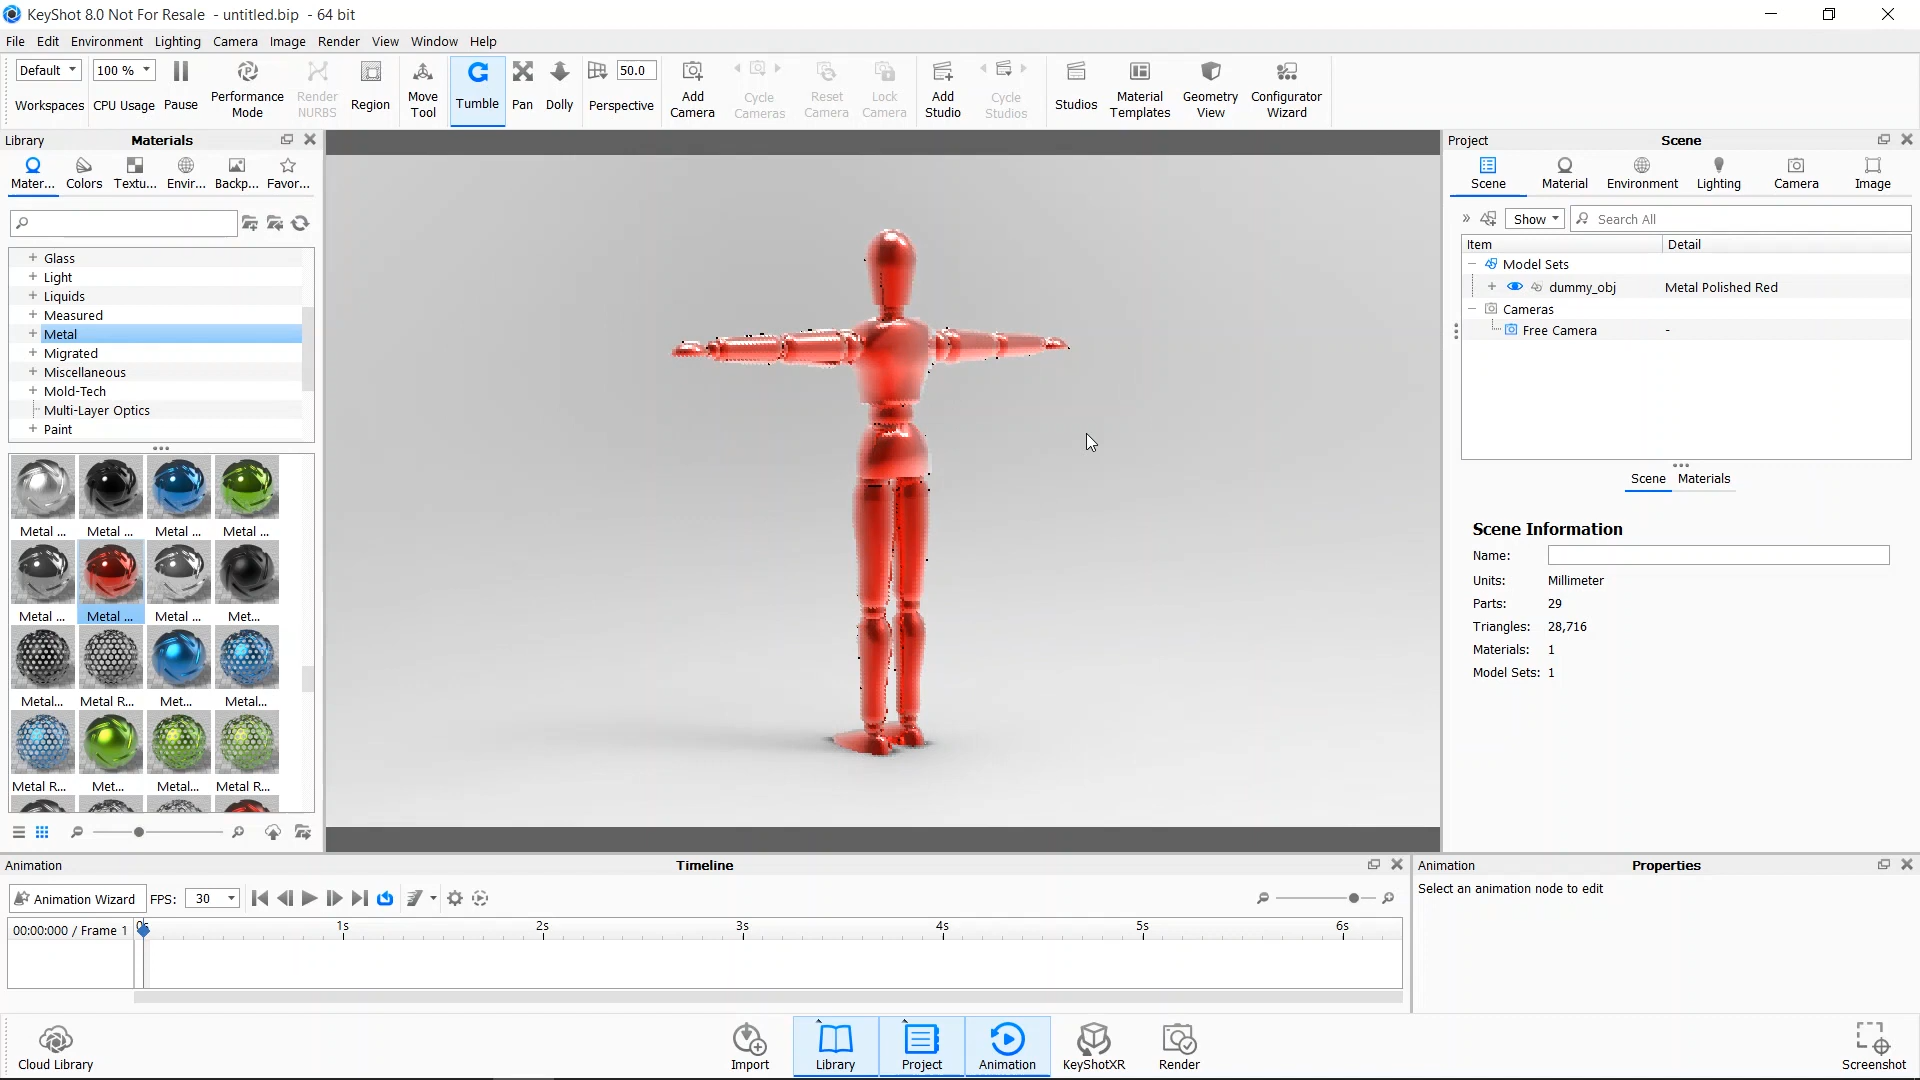 KeyShot 8.0 Not For Resale - untitled.bip - 64 bit
File Edit Environment Lighting Camera Image Render View Window Help
Default 100 % 50.0
Workspaces CPU Usage Pause Performance Mode Render NURBS Region Move Tool Tumble Pan Dolly Perspective Add Camera Cycle Cameras Reset Camera Lock Camera Add Studio Cycle Studios Studios Material Templates Geometry View Configurator Wizard
Library Materials
Mater... Colors Textu... Envir... Backp... Favor...
Glass
Light
Liquids
Measured
Metal
Migrated
Miscellaneous
Mold-Tech
Multi-Layer Optics
Paint
Metal ... Metal ... Metal ... Metal ...
Metal ... Metal ... Metal ... Met...
Metal... Metal R... Met... Metal...
Metal R... Met... Metal... Metal R...
Project Scene
Scene Material Environment Lighting Camera Image
» Show Search All
Item Detail
Model Sets
dummy_obj Metal Polished Red
Cameras
Free Camera -
Scene Materials
Scene Information
Name:
Units: Millimeter
Parts: 29
Triangles: 28,716
Materials: 1
Model Sets: 1
Animation Timeline
Animation Wizard FPS: 30
00:00:000 / Frame 1 0s 1s 2s 3s 4s 5s 6s
Animation Properties
Select an animation node to edit
Cloud Library Import Library Project Animation KeyShotXR Render Screenshot